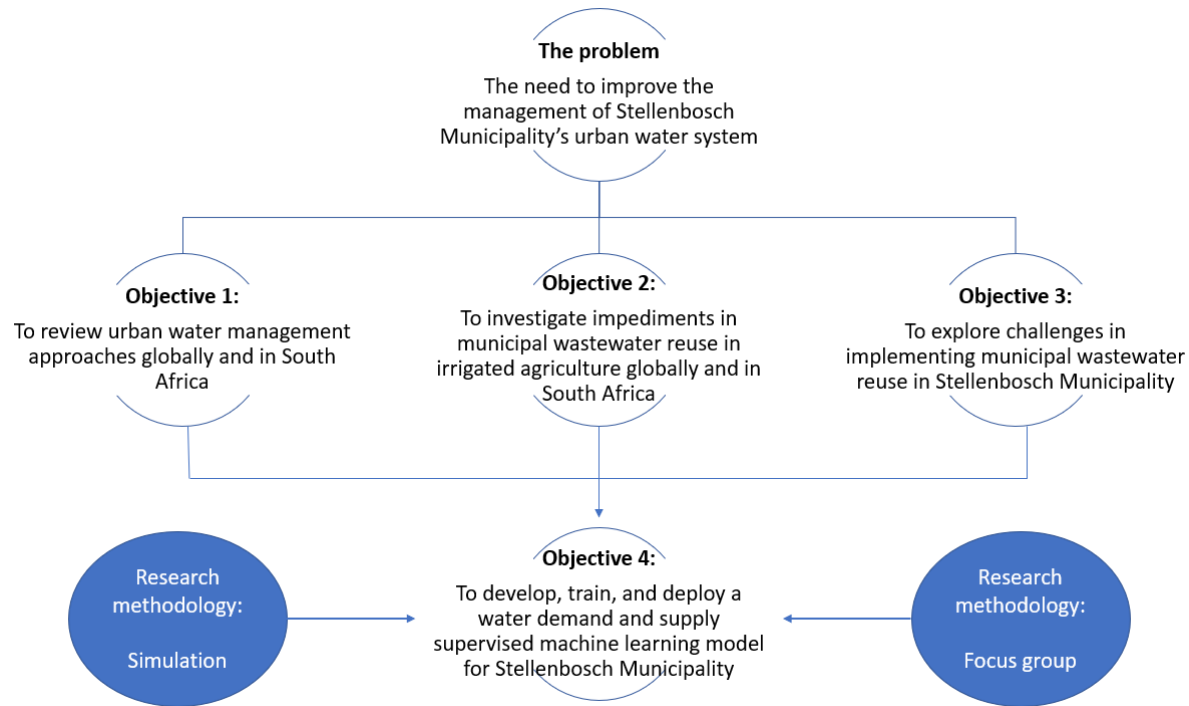 The problem
The need to improve the
management of Stellenbosch
Municipality's urban water system
Objective 1:
To review urban water management
approaches globally and in South
Africa
Objective 2:
To investigate impediments in
municipal wastewater reuse in
irrigated agriculture globally and in
South Africa
Objective 3:
To explore challenges in
implementing municipal wastewater
reuse in Stellenbosch Municipality
Research
methodology:
Simulation
Objective 4:
To develop, train, and deploy a
water demand and supply
supervised machine learning model
for Stellenbosch Municipality
Research
methodology:
Focus group